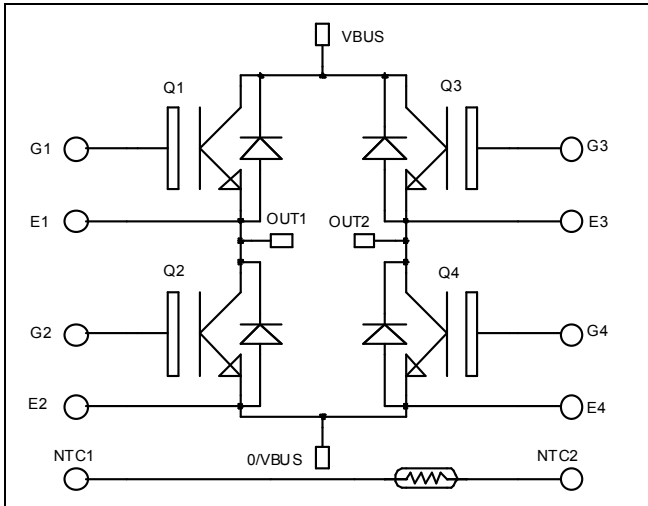 VBUS
Q1
Q3
G1
G3
E1
OUT1
OUT2
E3
Q2
Q4
G2
G4
E2
E4
0/VBUS
NTC1
NTC2